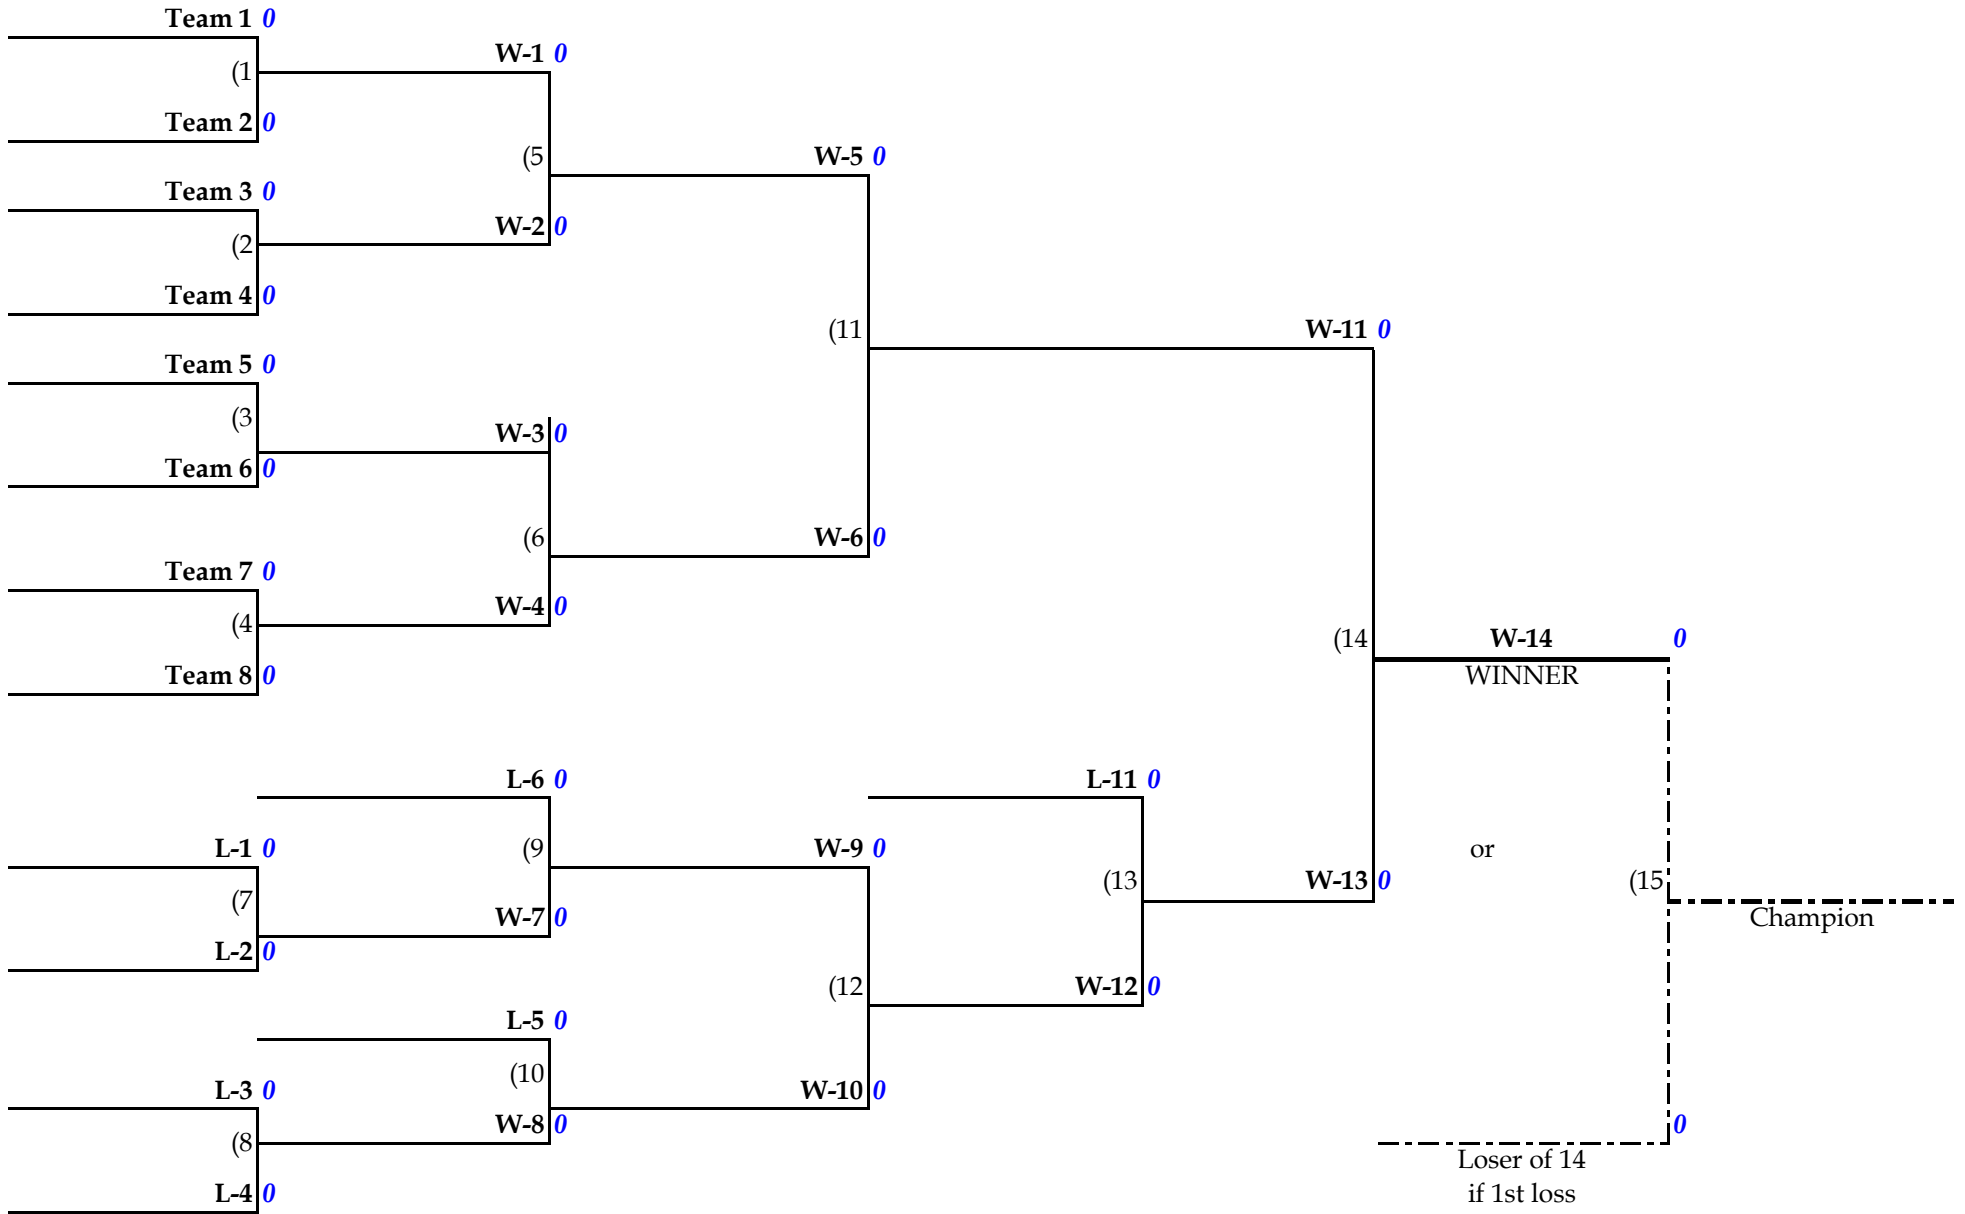 Team 1 0
W-1 0
(1
Team 2 0
(5
W-5 0
Team 3 0
W-2 0
(2
Team 4 0
(11
W-11 0
Team 5 0
(3
W-3 0
Team 6 0
(6
W-6 0
Team 7 0
W-4 0
(4
(14
W-14 0
Team 8 0
WINNER
L-6 0
L-11 0
L-1 0
(9
W-9 0
or
(13
W-13 0
(15
(7
W-7 0
Champion
L-2 0
(12
W-12 0
L-5 0
(10
L-3 0
W-10 0
W-8 0
0
(8
Loser of 14
if 1st loss
L-4 0